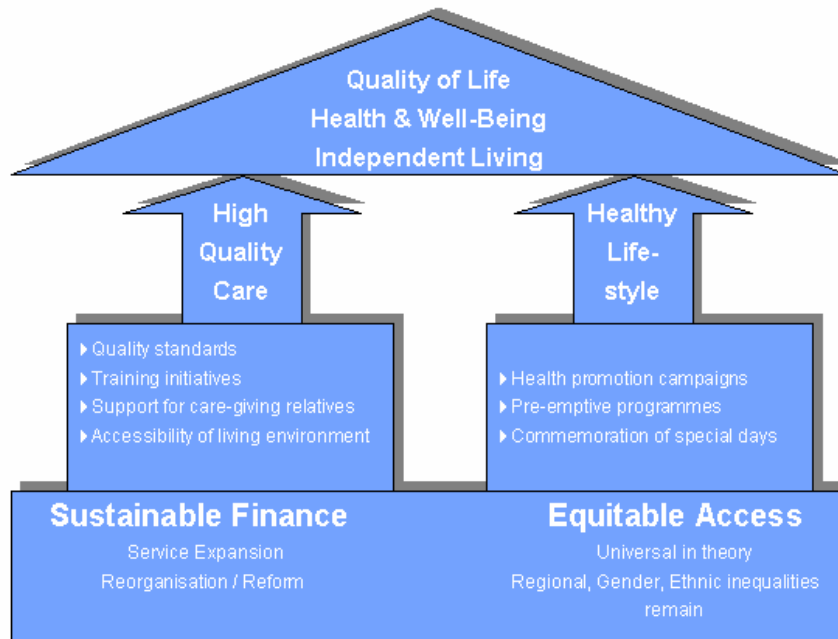 Quality of Life
Health & Well-Being
Independent Living
High
Quality
Care
Healthy
Life-
style
Quality standards
Training initiatives
Support for care-giving relatives
Accessibility of living environment
Health promotion campaigns
Pre-emptive programmes
Commemoration of special days
Sustainable Finance
Service Expansion
Reorganisation / Reform
Equitable Access
Universal in theory
Regional, Gender, Ethnic inequalities
remain